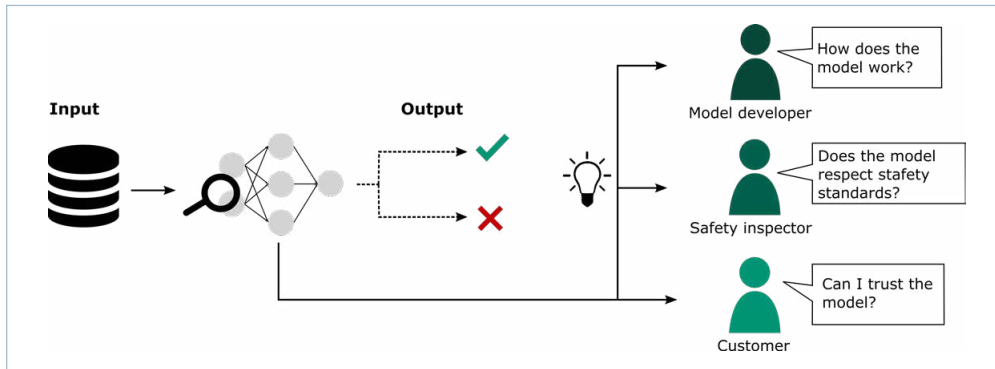 Input
Output
How does the
model work?
Model developer
Does the model
respect stafety
standards?
Safety inspector
Can I trust the
model?
Customer